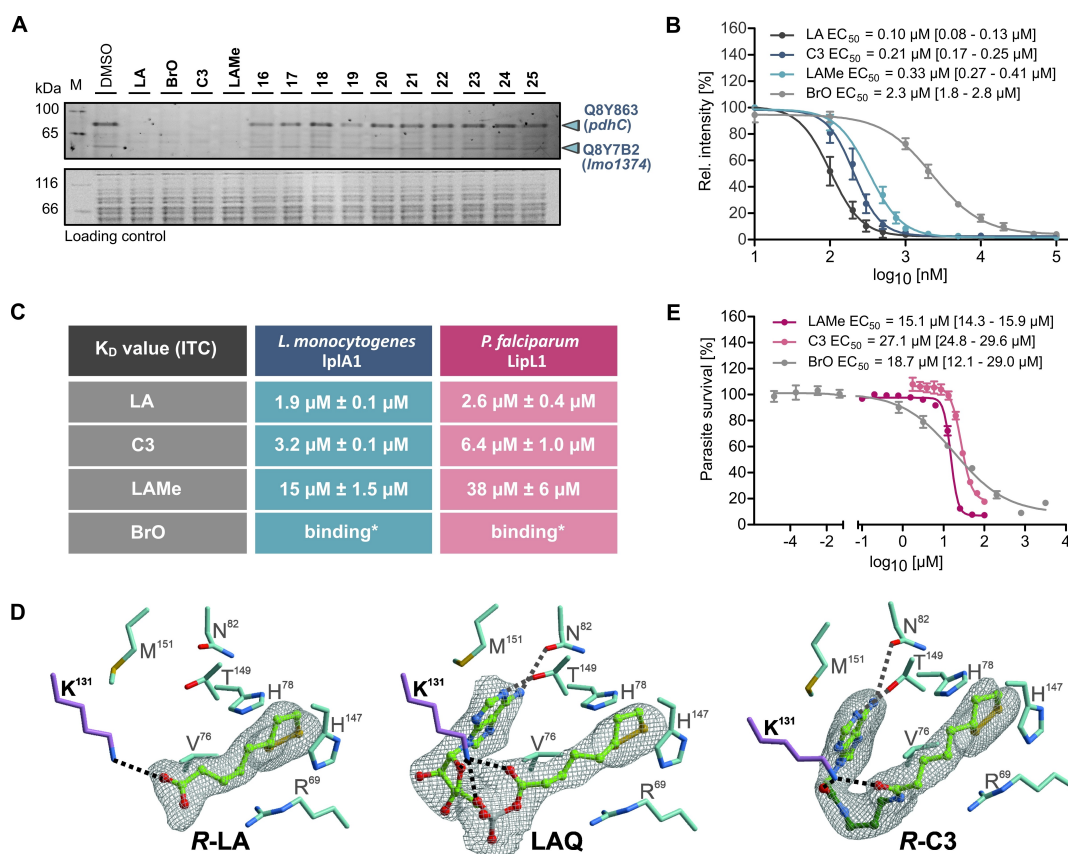 A
kDa M DMSO LA BrO C3 LAMe 16 17 18 19 20 21 22 23 24 25
100
65
Q8Y863
(pdhC)
Q8Y7B2
(lmo1374)
116
66
Loading control
B
LA EC50 = 0.10 µM [0.08 - 0.13 µM]
C3 EC50 = 0.21 µM [0.17 - 0.25 µM]
LAMe EC50 = 0.33 µM [0.27 - 0.41 µM]
BrO EC50 = 2.3 µM [1.8 - 2.8 µM]
Rel. intensity [%]
160
140
120
100
80
60
40
20
0
1 2 3 4 5
log10 [nM]
C
KD value (ITC) L. monocytogenes lplA1 P. falciparum LipL1
LA 1.9 µM ± 0.1 µM 2.6 µM ± 0.4 µM
C3 3.2 µM ± 0.1 µM 6.4 µM ± 1.0 µM
LAMe 15 µM ± 1.5 µM 38 µM ± 6 µM
BrO binding* binding*
E
LAMe EC50 = 15.1 µM [14.3 - 15.9 µM]
C3 EC50 = 27.1 µM [24.8 - 29.6 µM]
BrO EC50 = 18.7 µM [12.1 - 29.0 µM]
Parasite survival [%]
160
140
120
100
80
60
40
20
0
-4 -2 0 2 4
log10 [µM]
D
M151 N82 T149 H78 K131 H147 V76 R69
R-LA
M151 N82 T149 H78 K131 H147 V76 R69
LAQ
M151 N82 T149 H78 K131 H147 V76 R69
R-C3